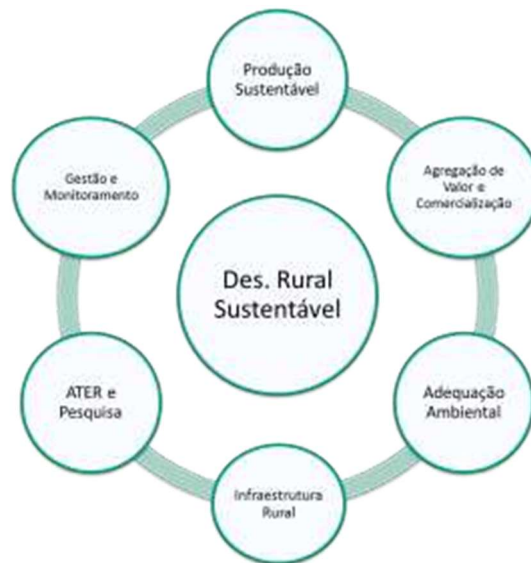 Produção
Sustentável
Gestão e
Monitoramento
Agregação de
Valor e
Comercialização
Des. Rural
Sustentável
ATER e
Pesquisa
Adequação
Ambiental
Infraestrutura
Rural